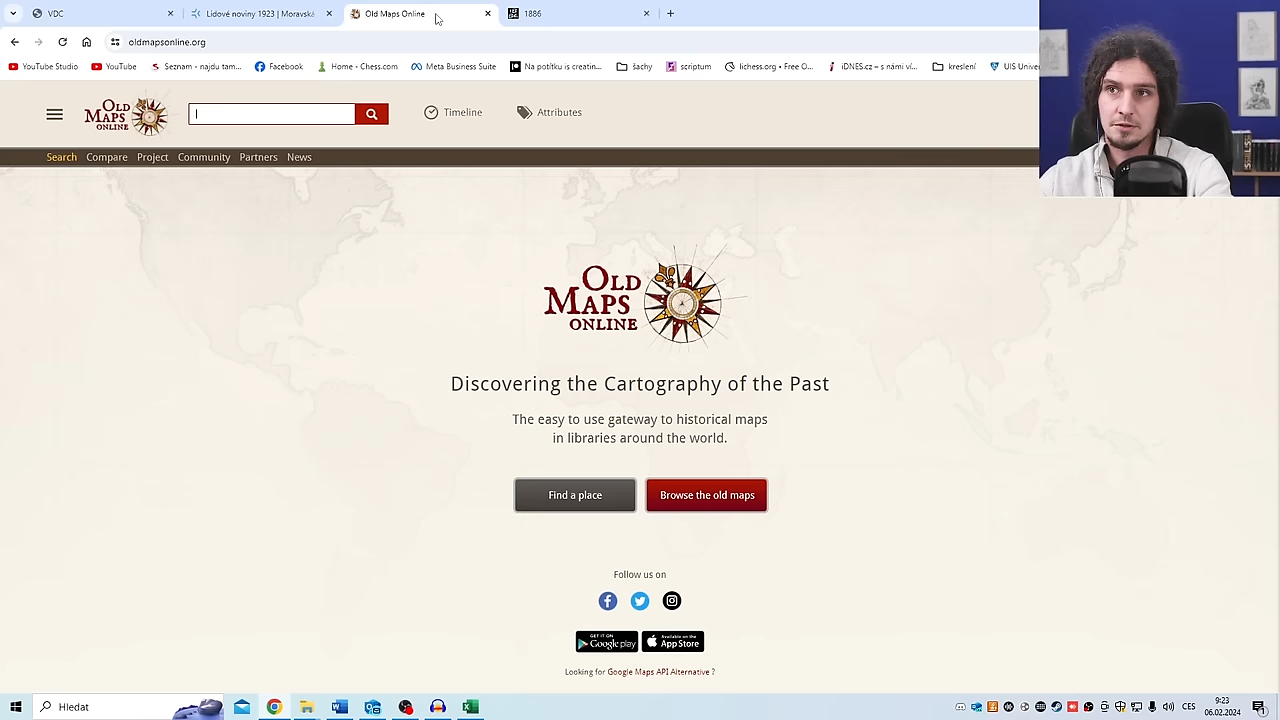 VDC
Lidové noviny 1923 | Moravská
Old Maps Online
1886
oldmapsonline.org
YouTube Studio
YouTube
Seznam - najdu tam...
Facebook
Home • Chess.com
Meta Business Suite
Na potítku is creatin...
šachy
scriptum
lichess.org • Free O...
iDNES.cz – s námi ví...
kreslení
UIS Unive
OLD MAPS ONLINE
Timeline
Attributes
Search
Compare
Project
Community
Partners
News
OLD
MAPS
ONLINE
Discovering the Cartography of the Past
The easy to use gateway to historical maps
in libraries around the world.
Find a place
Browse the old maps
Follow us on
GET IT ON Google play
Available on the App Store
Looking for Google Maps API Alternative ?
Hledat
CES
9:23
06.02.2024